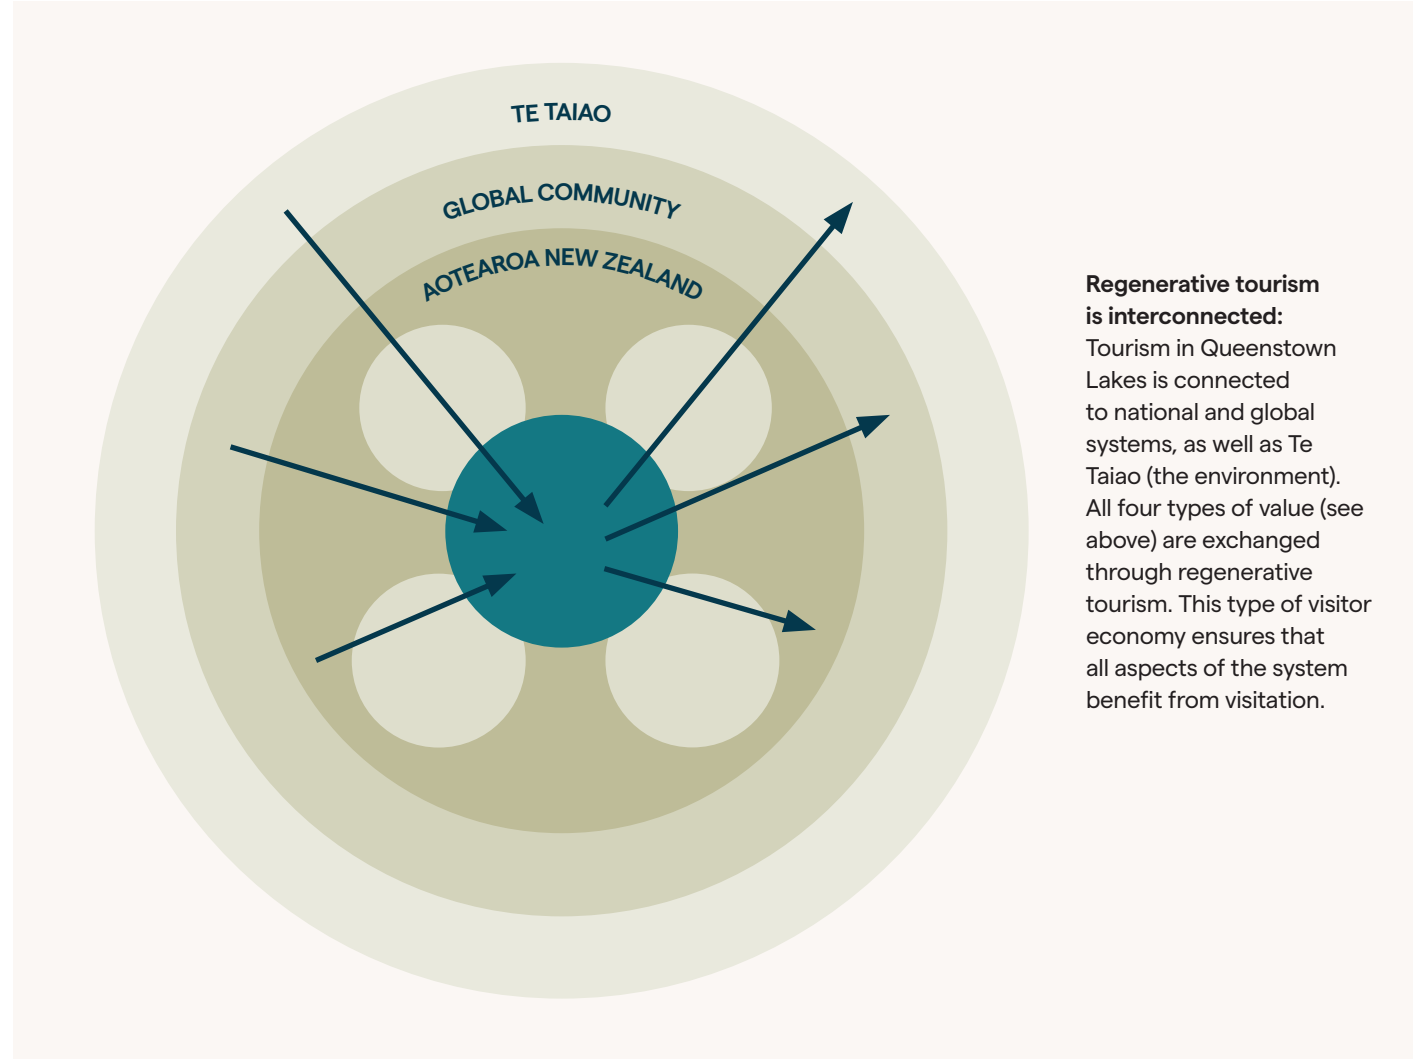 TE TAIAO
GLOBAL COMMUNITY
AOTEAROA NEW ZEALAND
Regenerative tourism
is interconnected:
Tourism in Queenstown
Lakes is connected
to national and global
systems, as well as Te
Taiao (the environment).
All four types of value (see
above) are exchanged
through regenerative
tourism. This type of visitor
economy ensures that
all aspects of the system
benefit from visitation.